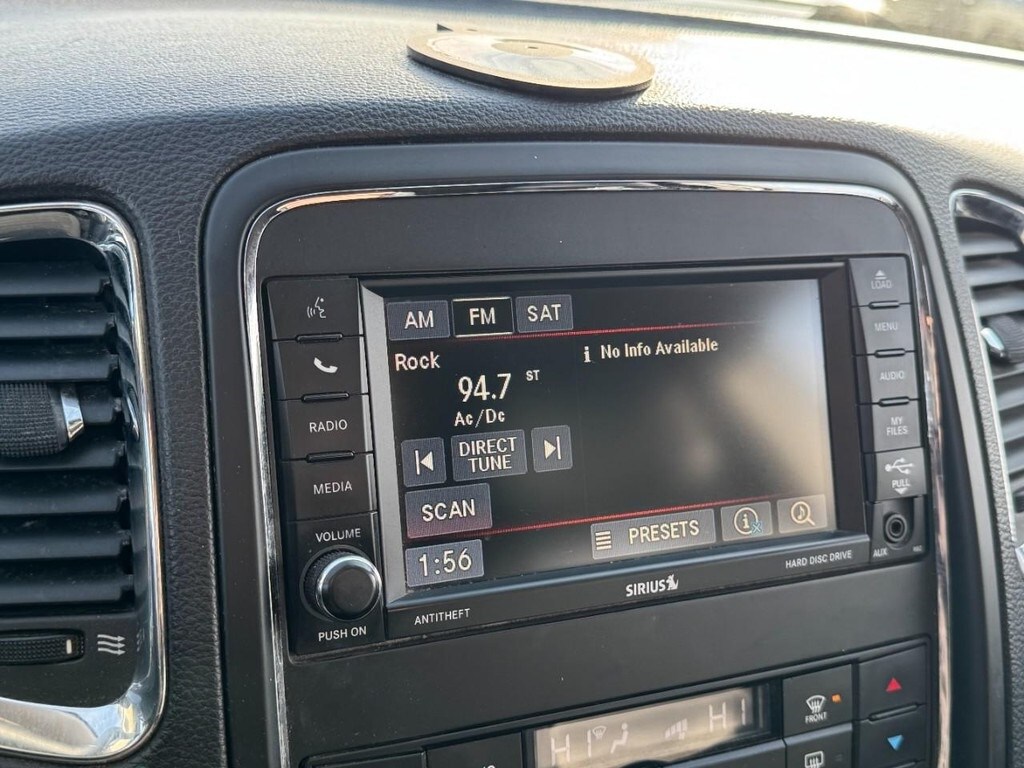 AM FM SAT
Rock
i No Info Available
94.7 ST
Ac/Dc
DIRECT
TUNE
SCAN
PRESETS
1:56
RADIO
MEDIA
VOLUME
PUSH ON
ANTITHEFT
SIRIUS
HARD DISC DRIVE
LOAD
MENU
AUDIO
MY
FILES
PULL
AUX
HI HI
FRONT